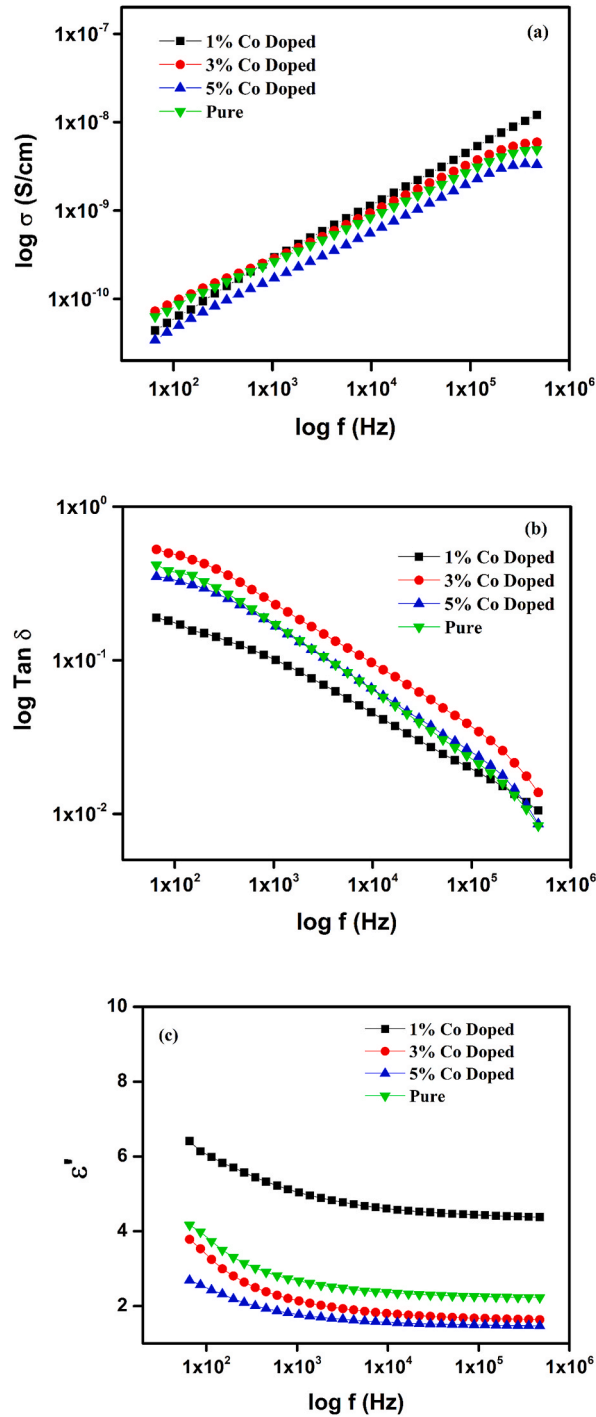 (a)
1% Co Doped
3% Co Doped
5% Co Doped
Pure
log σ (S/cm)
1x10⁻⁷
1x10⁻⁸
1x10⁻⁹
1x10⁻¹⁰
1x10² 1x10³ 1x10⁴ 1x10⁵ 1x10⁶
log f (Hz)
(b)
1% Co Doped
3% Co Doped
5% Co Doped
Pure
log Tan δ
1x10⁰
1x10⁻¹
1x10⁻²
1x10² 1x10³ 1x10⁴ 1x10⁵ 1x10⁶
log f (Hz)
(c)
1% Co Doped
3% Co Doped
5% Co Doped
Pure
ε'
10
8
6
4
2
1x10² 1x10³ 1x10⁴ 1x10⁵ 1x10⁶
log f (Hz)